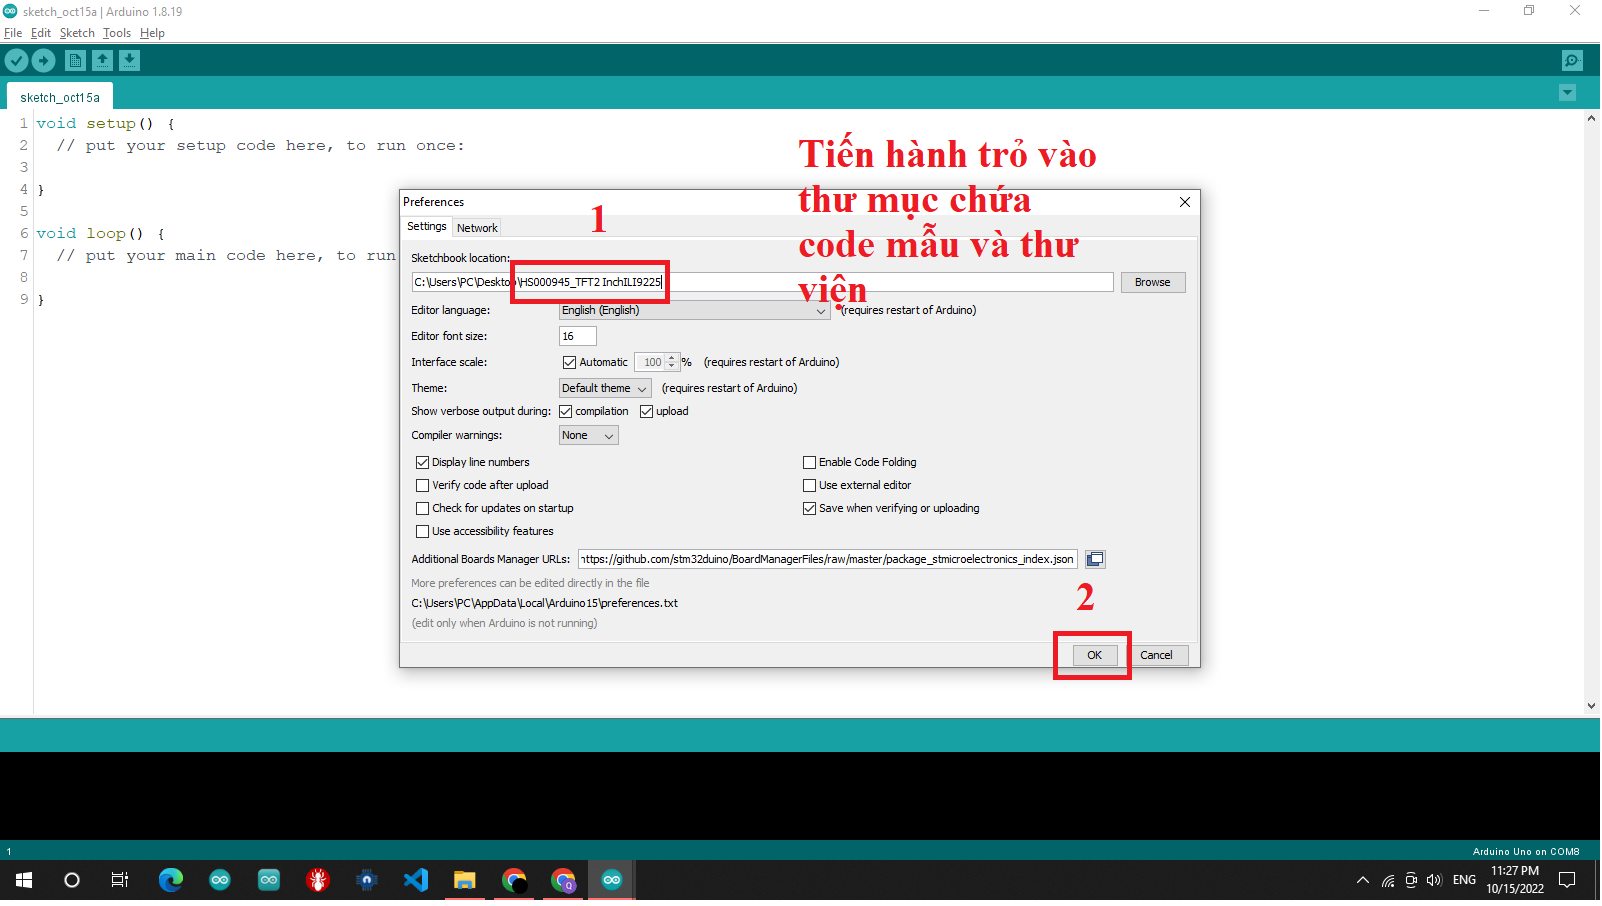 sketch_oct15a | Arduino 1.8.19
File Edit Sketch Tools Help
sketch_oct15a
1 void setup() {
2 // put your setup code here, to run once:
3
4 }
5
6 void loop() {
7 // put your main code here, to run
8
9 }
Tiến hành trỏ vào
thư mục chứa
code mẫu và thư
viện
Preferences
1
Settings Network
Sketchbook location:
C:\Users\PC\Desktop\HS000945_TFT2 InchILI9225 Browse
Editor language: English (English) (requires restart of Arduino)
Editor font size: 16
Interface scale: Automatic 100 % (requires restart of Arduino)
Theme: Default theme (requires restart of Arduino)
Show verbose output during: compilation upload
Compiler warnings: None
Display line numbers Enable Code Folding
Verify code after upload Use external editor
Check for updates on startup Save when verifying or uploading
Use accessibility features
Additional Boards Manager URLs: https://github.com/stm32duino/BoardManagerFiles/raw/master/package_stmicroelectronics_index.json
More preferences can be edited directly in the file
2
C:\Users\PC\AppData\Local\Arduino15\preferences.txt
(edit only when Arduino is not running)
OK Cancel
1 Arduino Uno on COM8
ENG 11:27 PM
10/15/2022